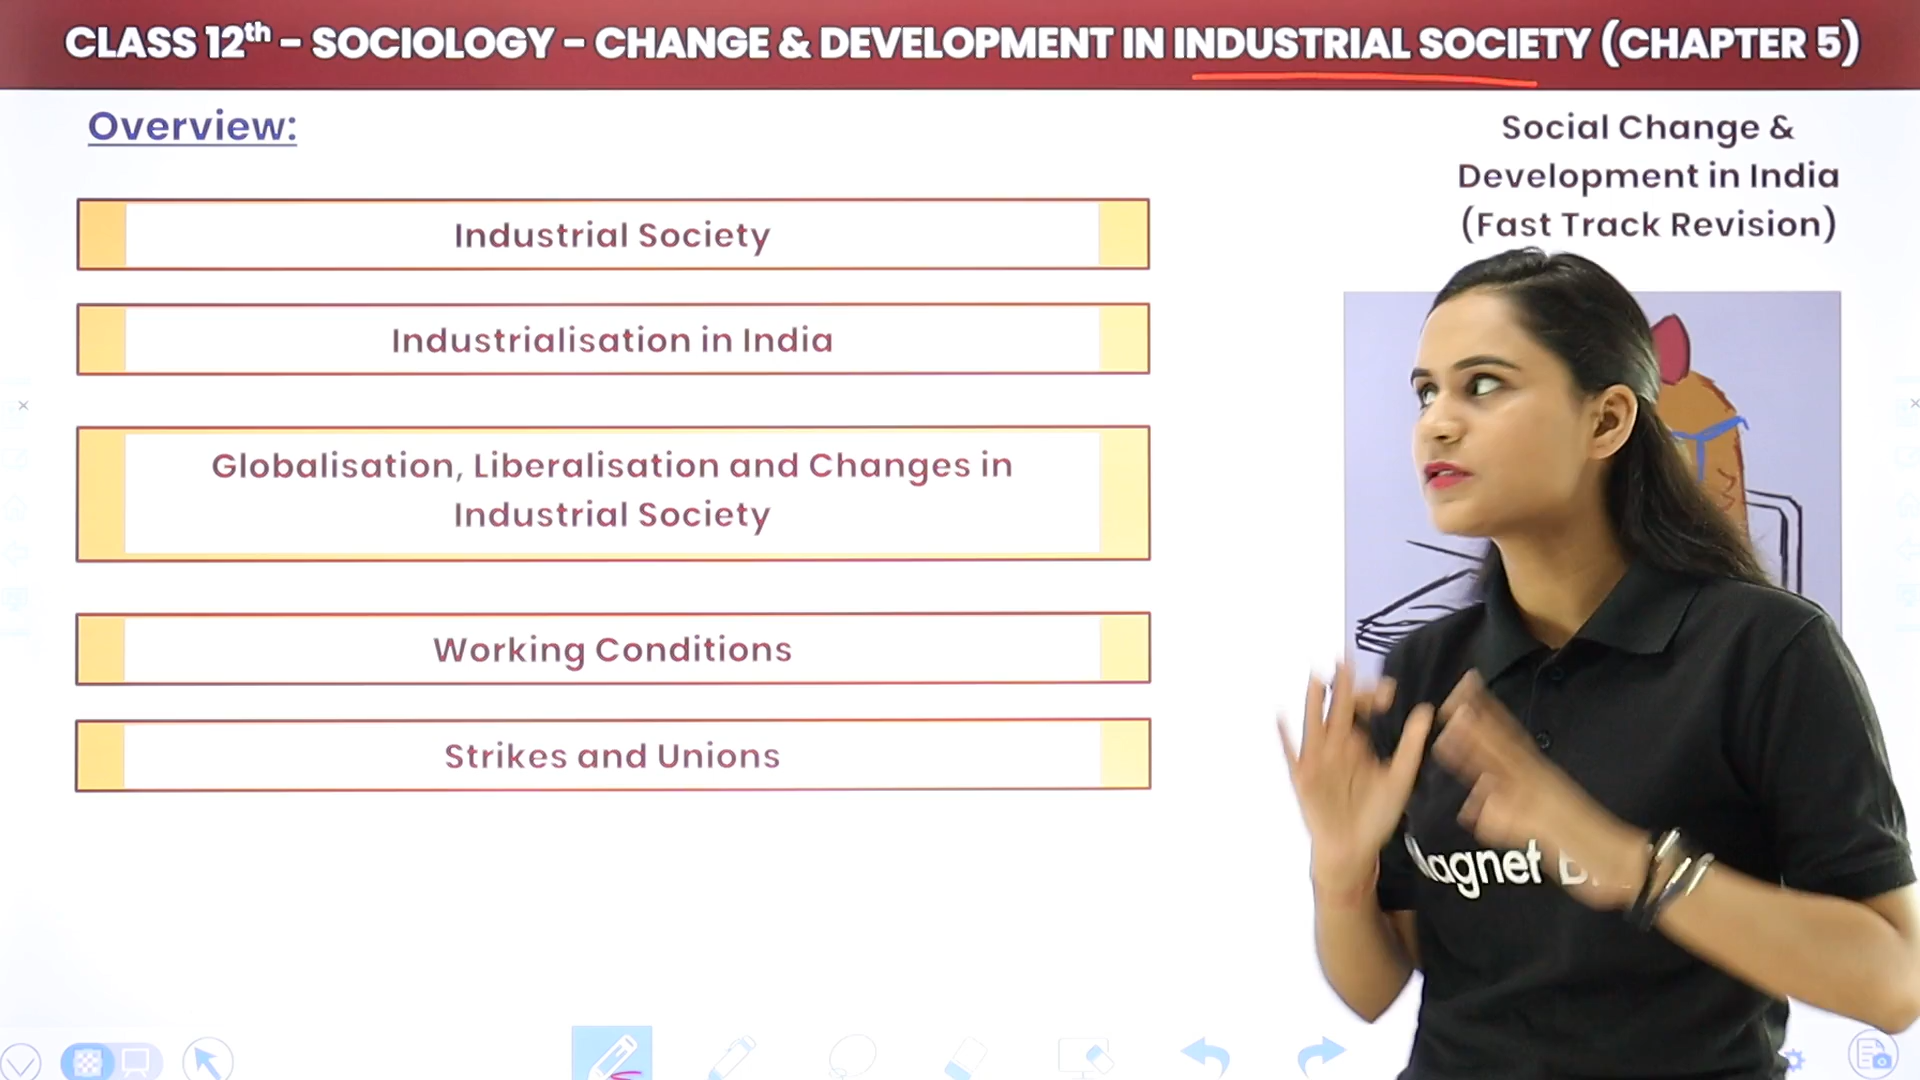 CLASS 12th - SOCIOLOGY - CHANGE & DEVELOPMENT IN INDUSTRIAL SOCIETY (CHAPTER 5)
Overview:
Social Change &
Development in India
(Fast Track Revision)
Industrial Society
Industrialisation in India
Globalisation, Liberalisation and Changes in
Industrial Society
Working Conditions
Strikes and Unions
Magnet